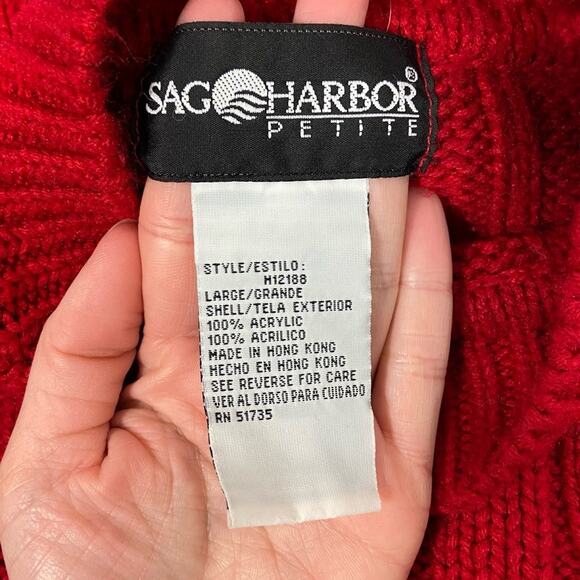 SAG HARBOR®
PETITE
STYLE/ESTILO:
H12188
LARGE/GRANDE
SHELL/TELA EXTERIOR
100% ACRYLIC
100% ACRILICO
MADE IN HONG KONG
HECHO EN HONG KONG
SEE REVERSE FOR CARE
VER AL DORSO PARA CUIDADO
RN 51735